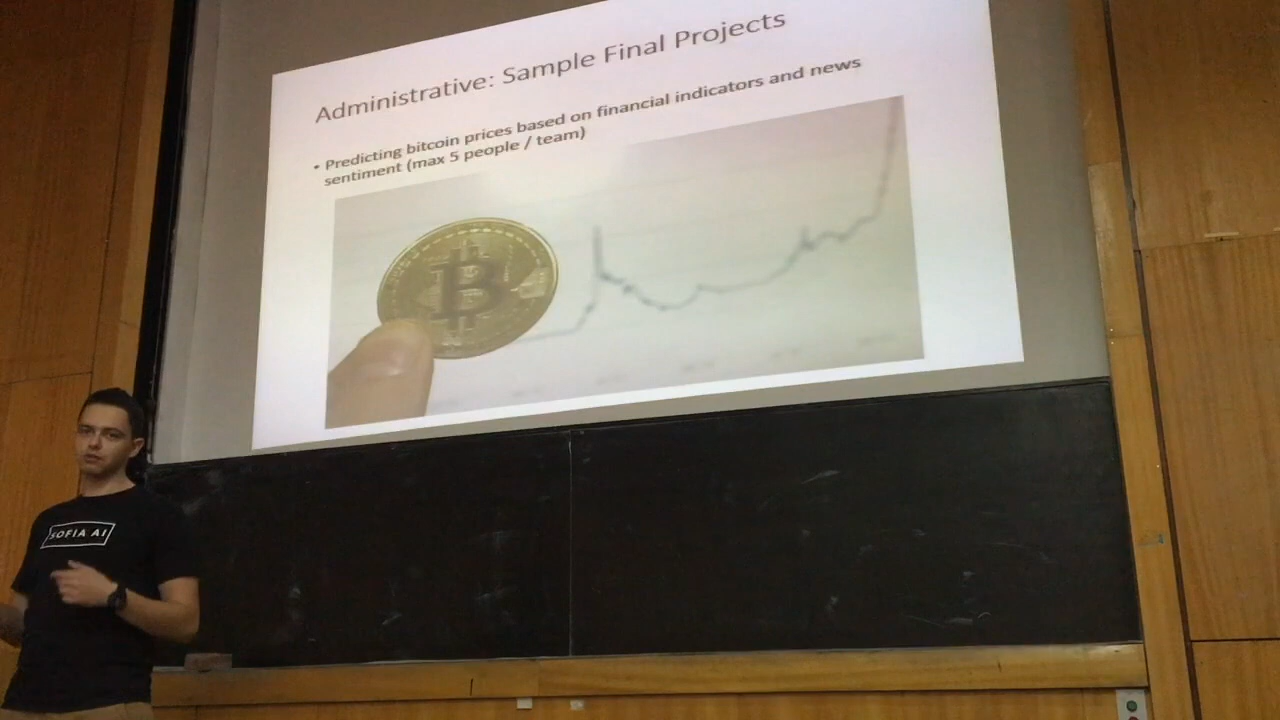 Administrative: Sample Final Projects
• Predicting bitcoin prices based on financial indicators and news
sentiment (max 5 people / team)
SOFIA AI